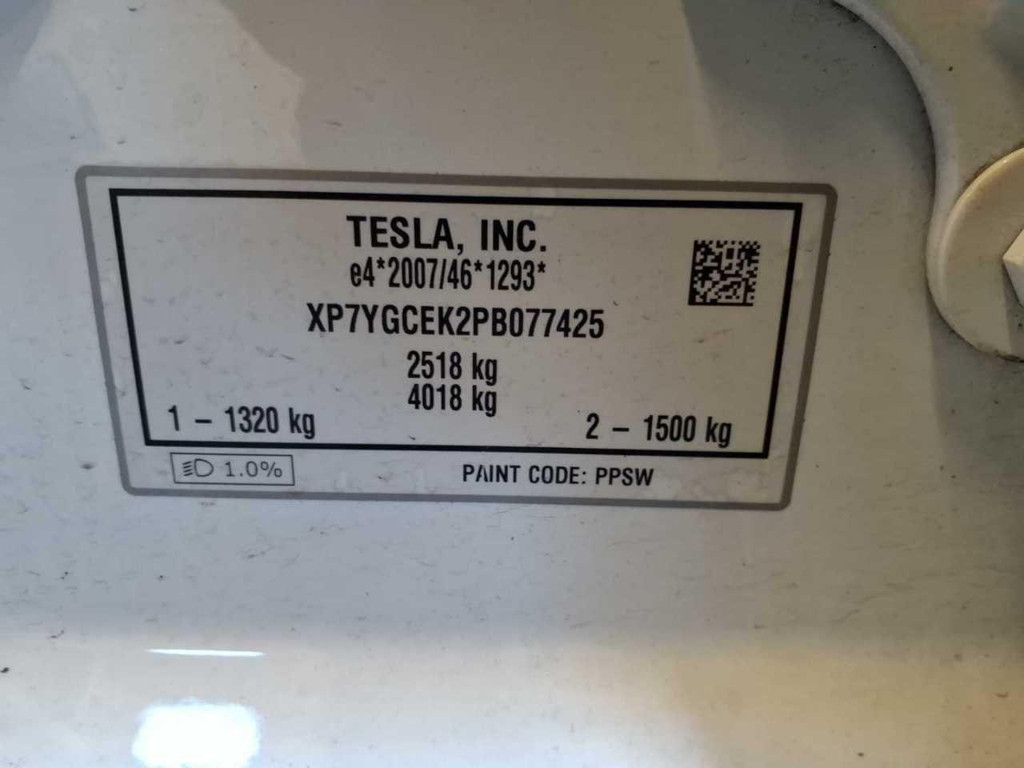 TESLA, INC.
e4*2007/46*1293*
XP7YGCEK2PB077425
2518 kg
4018 kg
1 – 1320 kg 2 – 1500 kg
1.0% PAINT CODE: PPSW